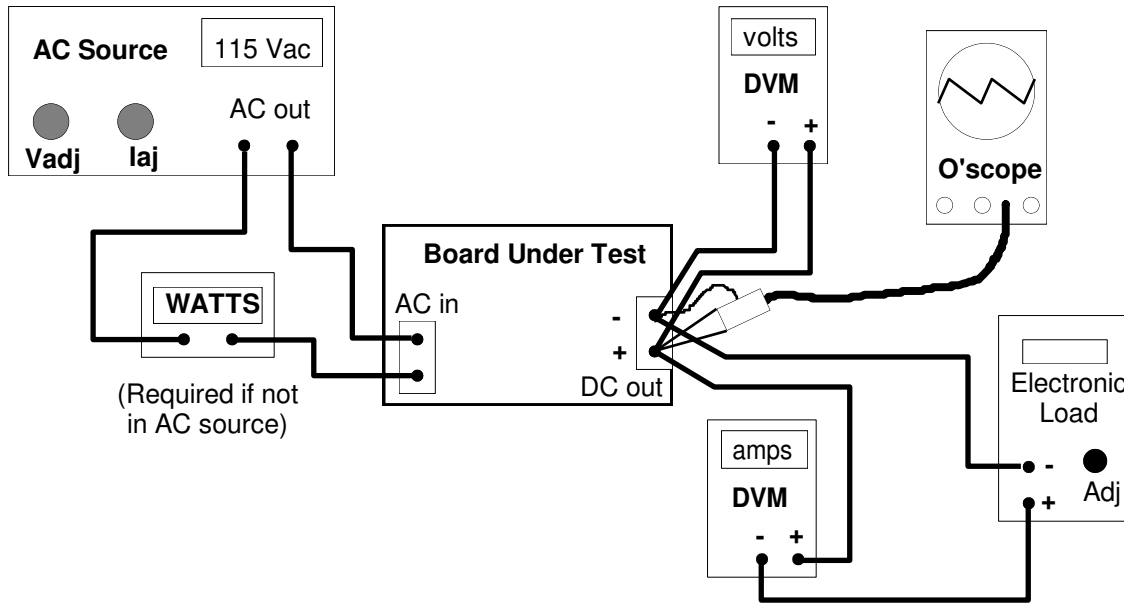 AC Source
115 Vac
AC out
Vadj
Iaj
volts
DVM
- +
O'scope
Board Under Test
AC in
-
+
DC out
WATTS
(Required if not
in AC source)
amps
DVM
- +
Electronic
Load
-
+
Adj